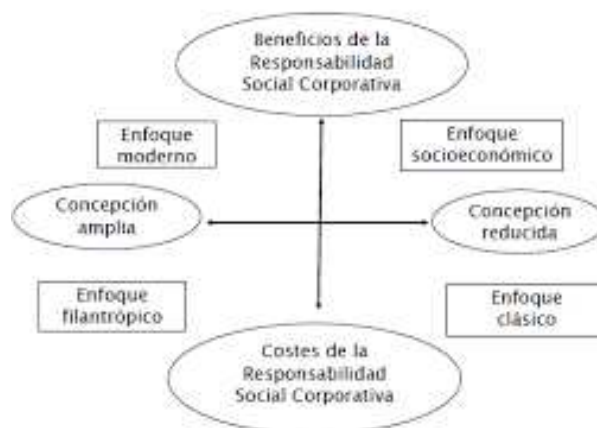 Beneficios de la
Responsabilidad
Social Corporativa
Enfoque
moderno
Enfoque
socioeconómico
Concepción
amplia
Concepción
reducida
Enfoque
filantrópico
Enfoque
clásico
Costes de la
Responsabilidad
Social Corporativa